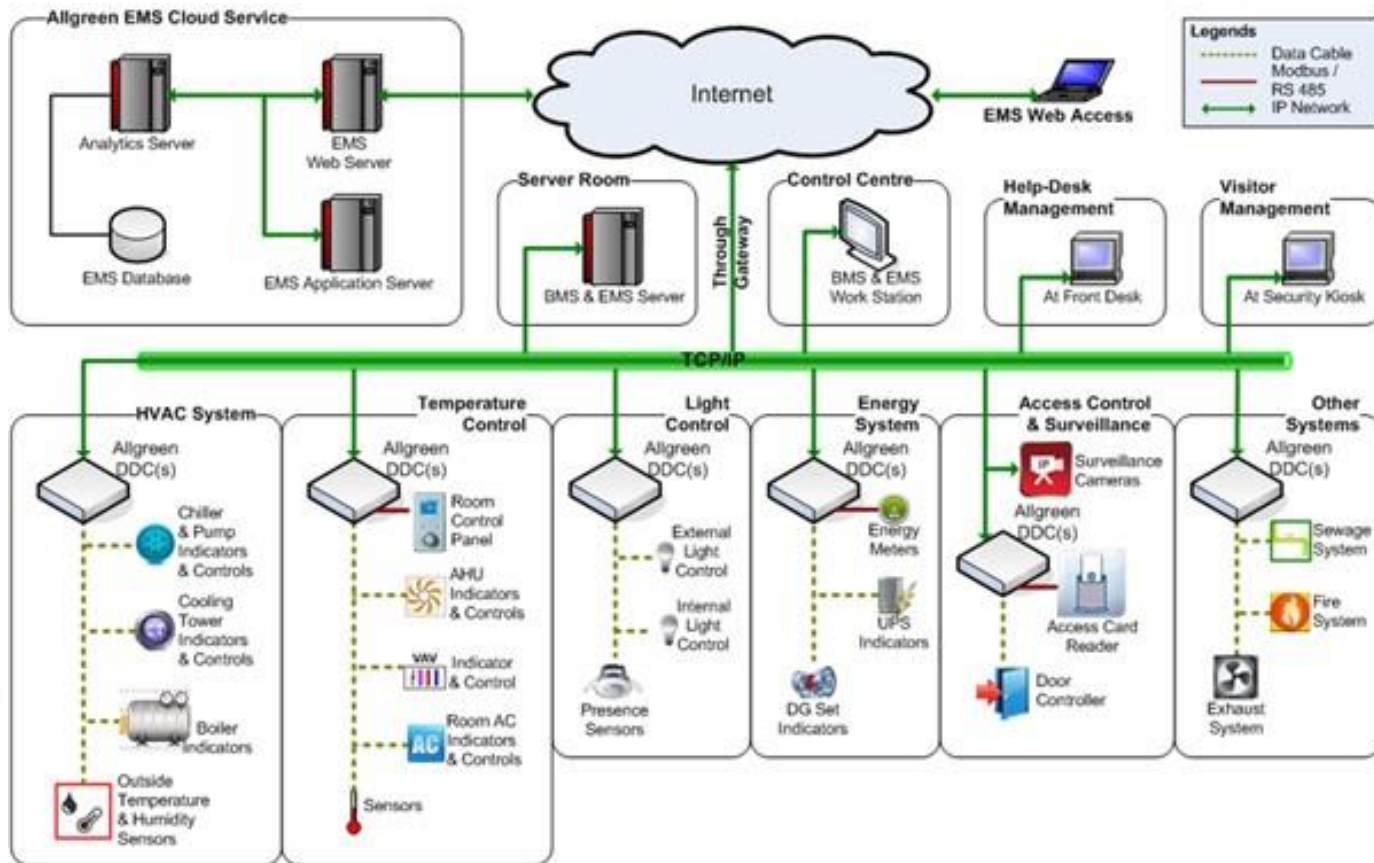 Allgreen EMS Cloud Service
Analytics Server
EMS
Web Server
EMS Database
EMS Application Server
Internet
EMS Web Access
Legends
Data Cable
Modbus /
RS 485
IP Network
Server Room
BMS & EMS Server
Through
Gateway
Control Centre
BMS & EMS
Work Station
Help-Desk
Management
At Front Desk
Visitor
Management
At Security Kiosk
TCP/IP
HVAC System
Allgreen
DDC(s)
Chiller
& Pump
Indicators
& Controls
Cooling
Tower
Indicators
& Controls
Boiler
Indicators
Outside
Temperature
& Humidity
Sensors
Temperature
Control
Allgreen
DDC(s)
Room
Control
Panel
AHU
Indicators
& Controls
VAV
Indicator
& Control
AC
Room AC
Indicators
& Controls
Sensors
Light
Control
Allgreen
DDC(s)
External
Light
Control
Internal
Light
Control
Presence
Sensors
Energy
System
Allgreen
DDC(s)
Energy
Meters
UPS
Indicators
DG Set
Indicators
Access Control
& Surveillance
IP
Surveillance
Cameras
Allgreen
DDC(s)
Access Card
Reader
Door
Controller
Other
Systems
Allgreen
DDC(s)
Sewage
System
Fire
System
Exhaust
System